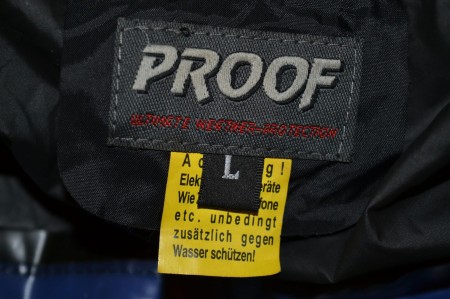 PROOF
ULTIMATE WEATHER-PROTECTION
L
etc. unbedingt
zusätzlich gegen
Wasser schützen!